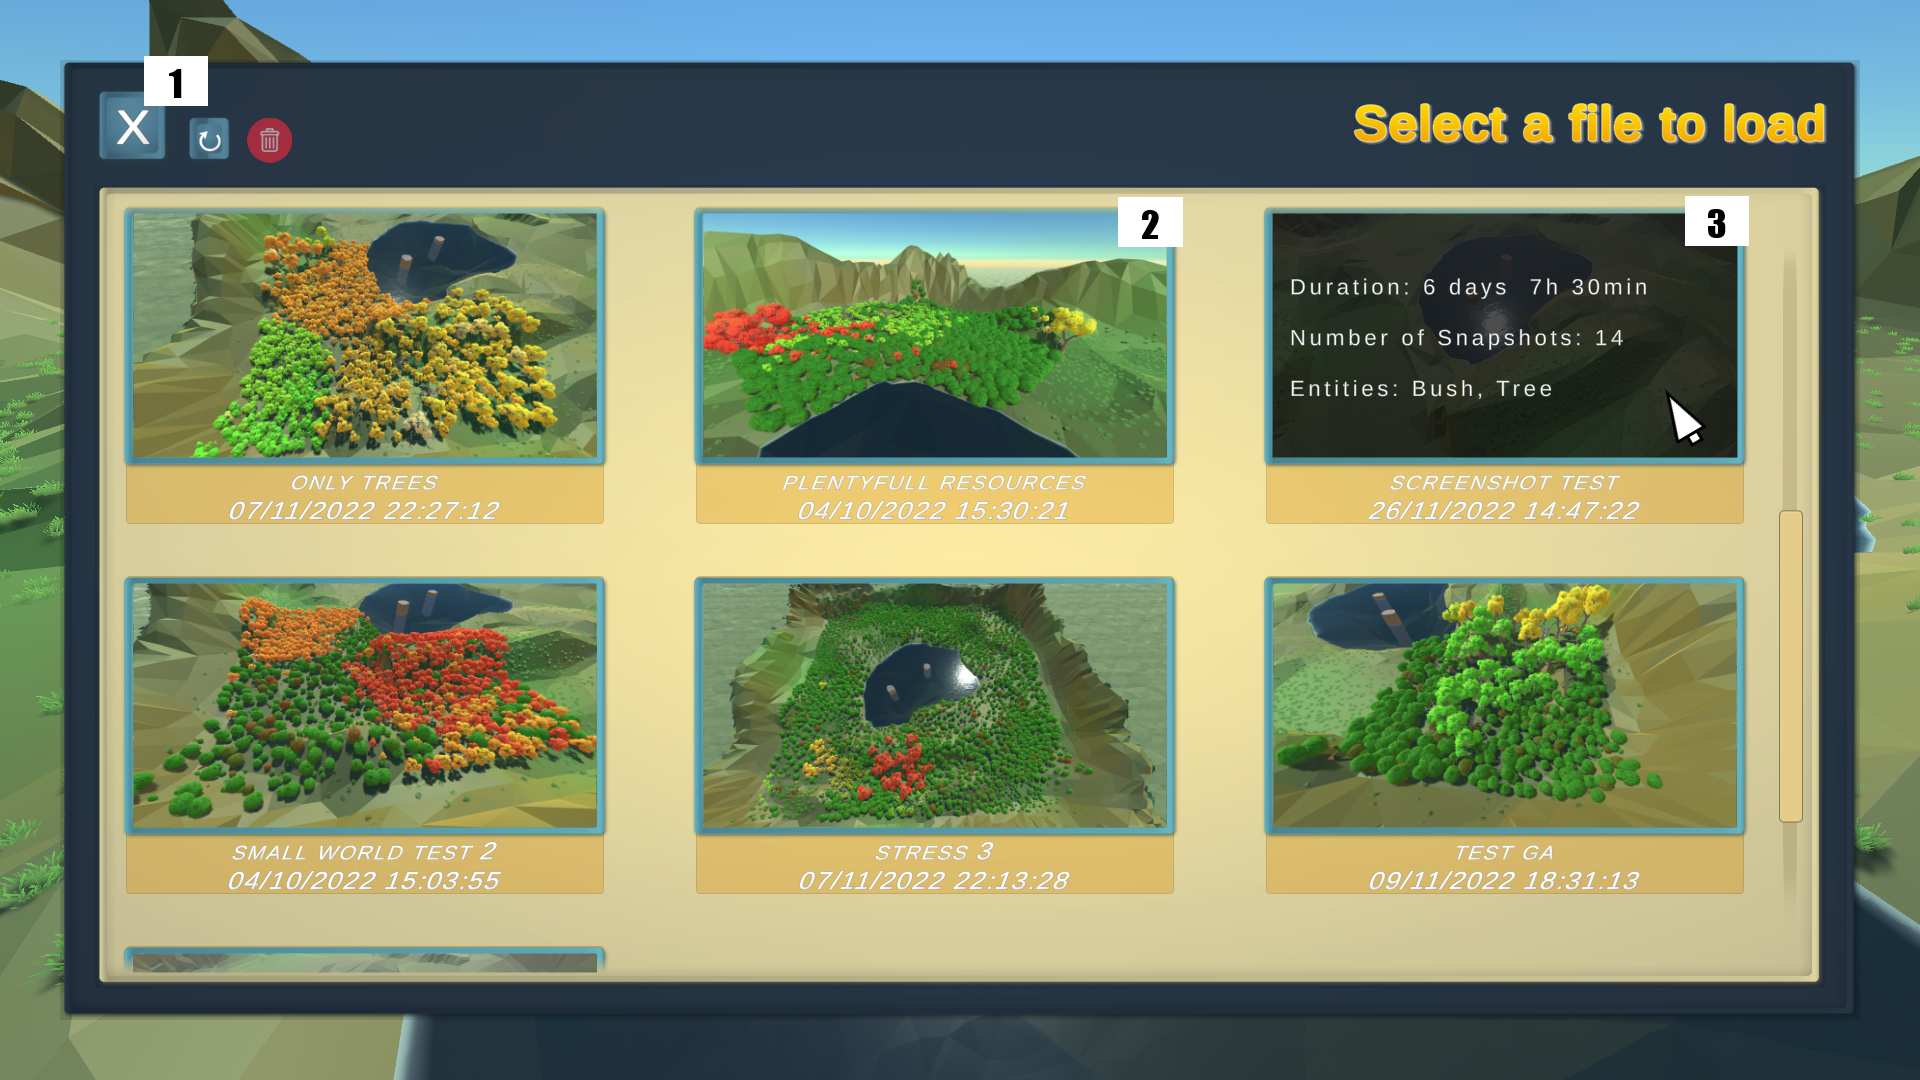 1
X
Select a file to load
2
3
Duration: 6 days 7h 30min
Number of Snapshots: 14
Entities: Bush, Tree
ONLY TREES
07/11/2022 22:27:12
PLENTYFULL RESOURCES
04/10/2022 15:30:21
SCREENSHOT TEST
26/11/2022 14:47:22
SMALL WORLD TEST 2
04/10/2022 15:03:55
STRESS 3
07/11/2022 22:13:28
TEST GA
09/11/2022 18:31:13